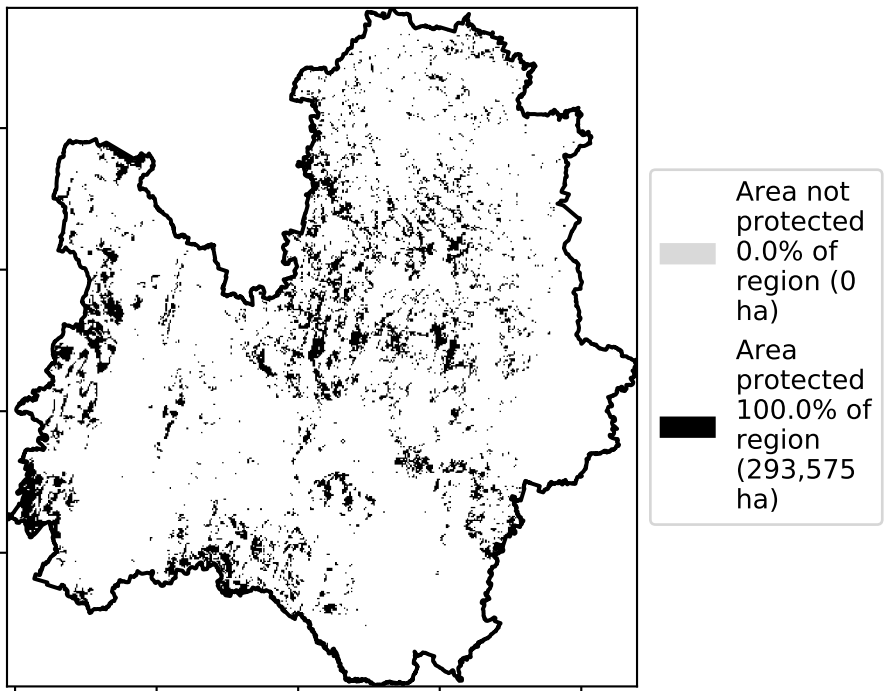 Area not
protected
0.0% of
region (0
ha)
Area
protected
100.0% of
region
(293,575
ha)